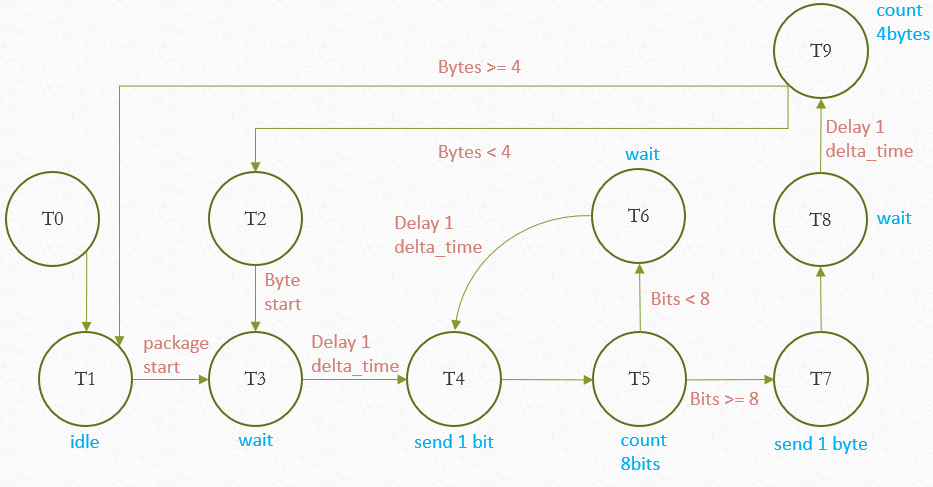 count
4bytes
T9
Bytes >= 4
Delay 1
delta_time
Bytes < 4
wait
T0
T2
T6
T8
wait
Delay 1
delta_time
Byte
start
Bits < 8
package
start
Delay 1
delta_time
T1
T3
T4
T5
T7
Bits >= 8
idle
wait
send 1 bit
count
8bits
send 1 byte